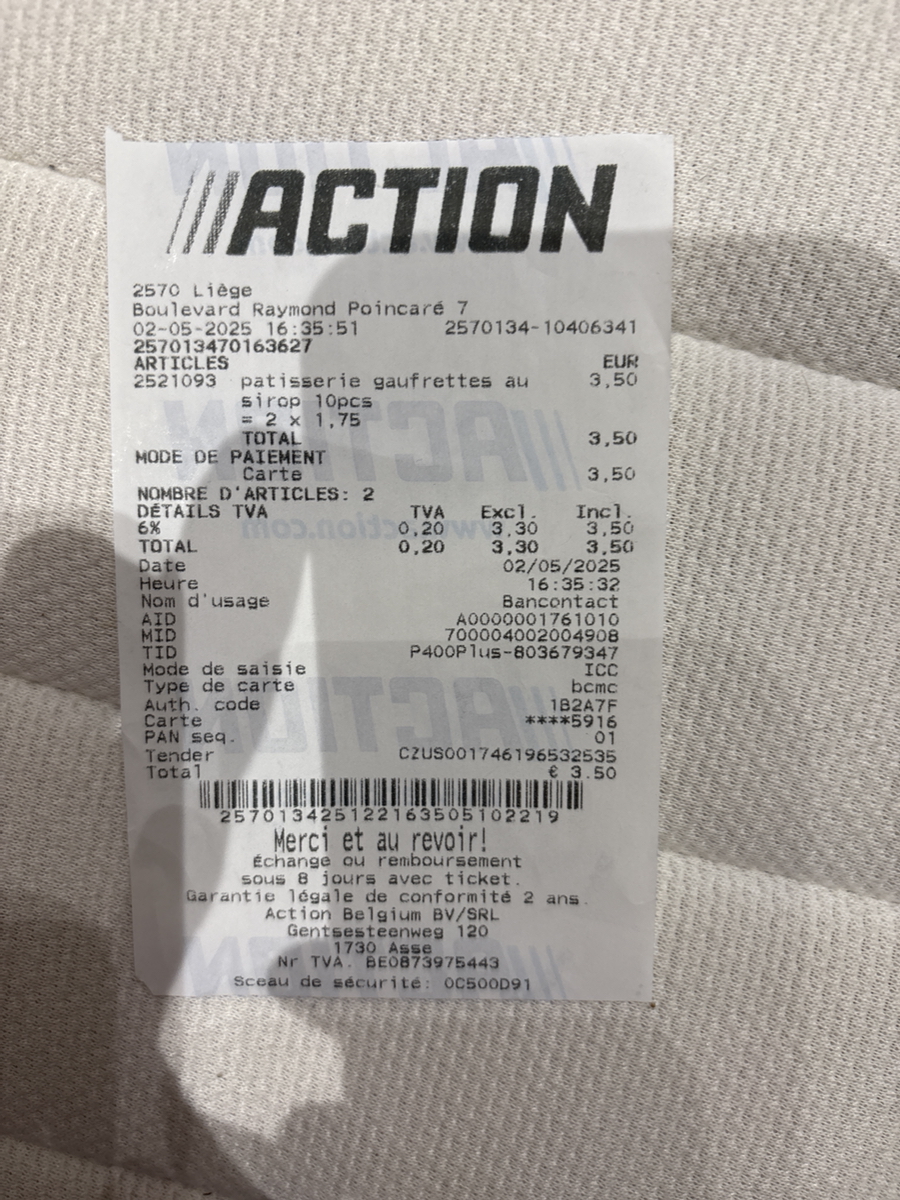 ACTION
2570 Liège
Boulevard Raymond Poincaré 7
02-05-2025 16:35:51 2570134-10406341
257013470163627
ARTICLES EUR
2521093 patisserie gaufrettes au 3,50
sirop 10pcs
= 2 x 1,75
TOTAL 3,50
MODE DE PAIEMENT
Carte 3,50
NOMBRE D'ARTICLES: 2
DÉTAILS TVA TVA Excl. Incl.
6% 0,20 3,30 3,50
TOTAL 0,20 3,30 3,50
Date 02/05/2025
Heure 16:35:32
Nom d'usage Bancontact
AID A0000001761010
MID 700004002004908
TID P400Plus-803679347
Mode de saisie ICC
Type de carte bcmc
Auth. code 1B2A7F
Carte ****5916
PAN seq. 01
Tender CZUS001746196532535
Total € 3.50
2570134251221635051022​19
Merci et au revoir!
Échange ou remboursement
sous 8 jours avec ticket.
Garantie légale de conformité 2 ans.
Action Belgium BV/SRL
Gentsesteenweg 120
1730 Asse
Nr TVA. BE0873975443
Sceau de sécurité: 0C500D91